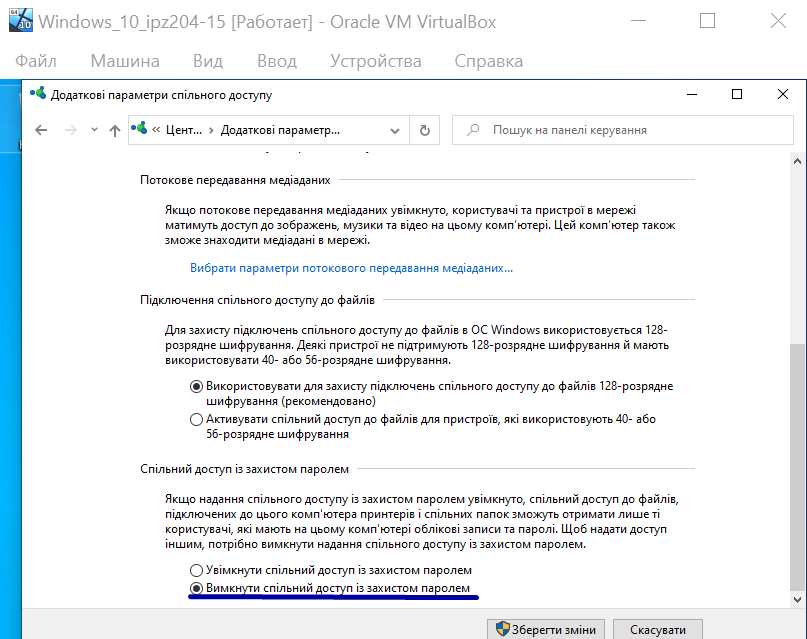 Windows_10_ipz204-15 [Работает] - Oracle VM VirtualBox
Файл Машина Вид Ввод Устройства Справка
Додаткові параметри спільного доступу
« Цент... › Додаткові параметр...
Пошук на панелі керування
Потокове передавання медіаданих
Якщо потокове передавання медіаданих увімкнуто, користувачі та пристрої в мережі
матимуть доступ до зображень, музики та відео на цьому комп'ютері. Цей комп'ютер також
зможе знаходити медіадані в мережі.
Вибрати параметри потокового передавання медіаданих...
Підключення спільного доступу до файлів
Для захисту підключень спільного доступу до файлів в ОС Windows використовується 128-
розрядне шифрування. Деякі пристрої не підтримують 128-розрядне шифрування й мають
використовувати 40- або 56-розрядне шифрування.
Використовувати для захисту підключень спільного доступу до файлів 128-розрядне
шифрування (рекомендовано)
Активувати спільний доступ до файлів для пристроїв, які використовують 40- або
56-розрядне шифрування
Спільний доступ із захистом паролем
Якщо надання спільного доступу із захистом паролем увімкнуто, спільний доступ до файлів,
підключених до цього комп'ютера принтерів і спільних папок зможуть отримати лише ті
користувачі, які мають на цьому комп'ютері облікові записи та паролі. Щоб надати доступ
іншим, потрібно вимкнути надання спільного доступу із захистом паролем.
Увімкнути спільний доступ із захистом паролем
Вимкнути спільний доступ із захистом паролем
Зберегти зміни Скасувати